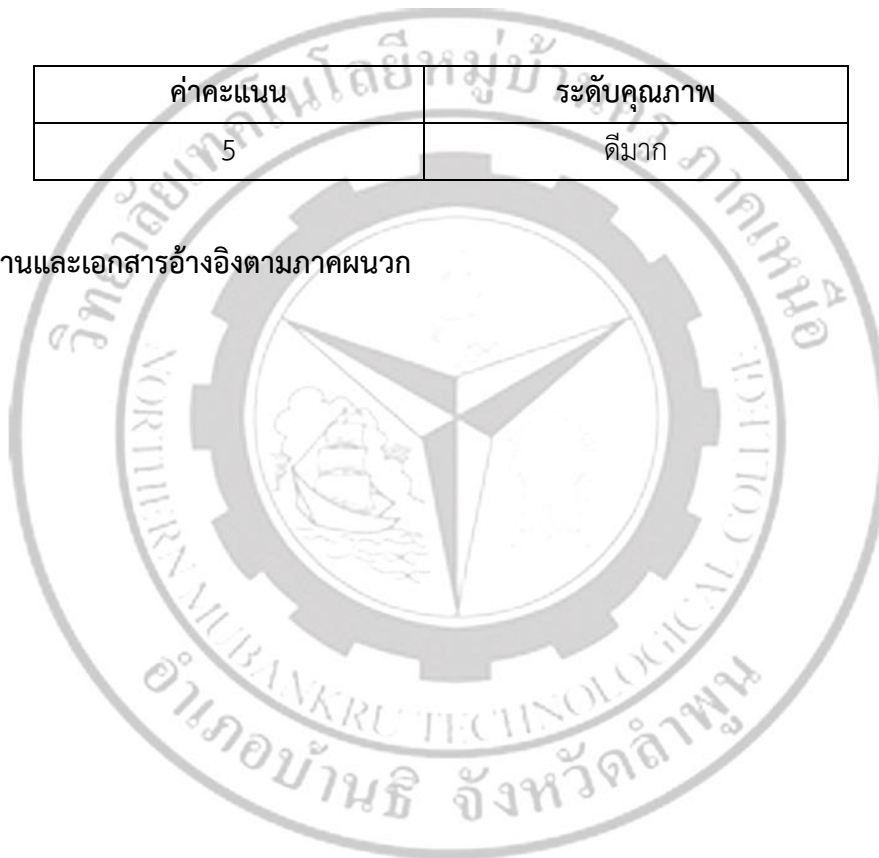 ค่าคะแนน ระดับคุณภาพ
5 ดีมาก
านและเอกสารอ้างอิงตามภาคผนวก
วิทยาลัยเทคโนโลยีหมู่บ้านครู ภาคเหนือ
NORTHERN MUBANKRU TECHNOLOGICAL COLLEGE
อำเภอบ้านธิ จังหวัดลำพูน